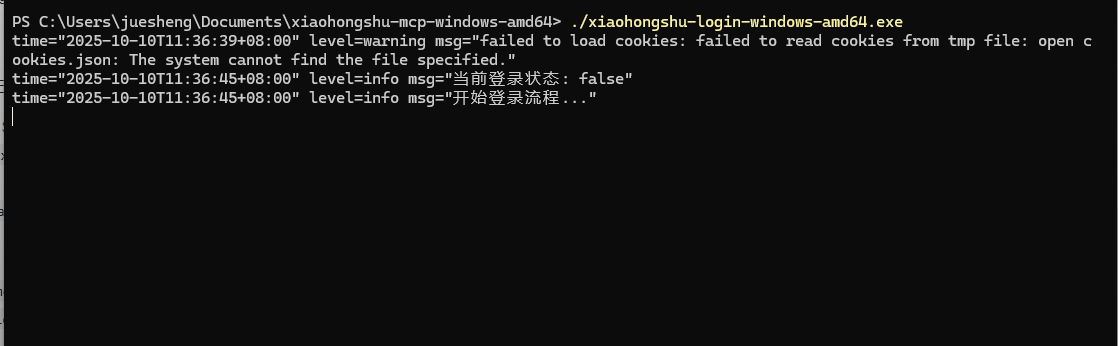 PS C:\Users\juesheng\Documents\xiaohongshu-mcp-windows-amd64> ./xiaohongshu-login-windows-amd64.exe
time="2025-10-10T11:36:39+08:00" level=warning msg="failed to load cookies: failed to read cookies from tmp file: open c
ookies.json: The system cannot find the file specified."
time="2025-10-10T11:36:45+08:00" level=info msg="当前登录状态: false"
time="2025-10-10T11:36:45+08:00" level=info msg="开始登录流程..."